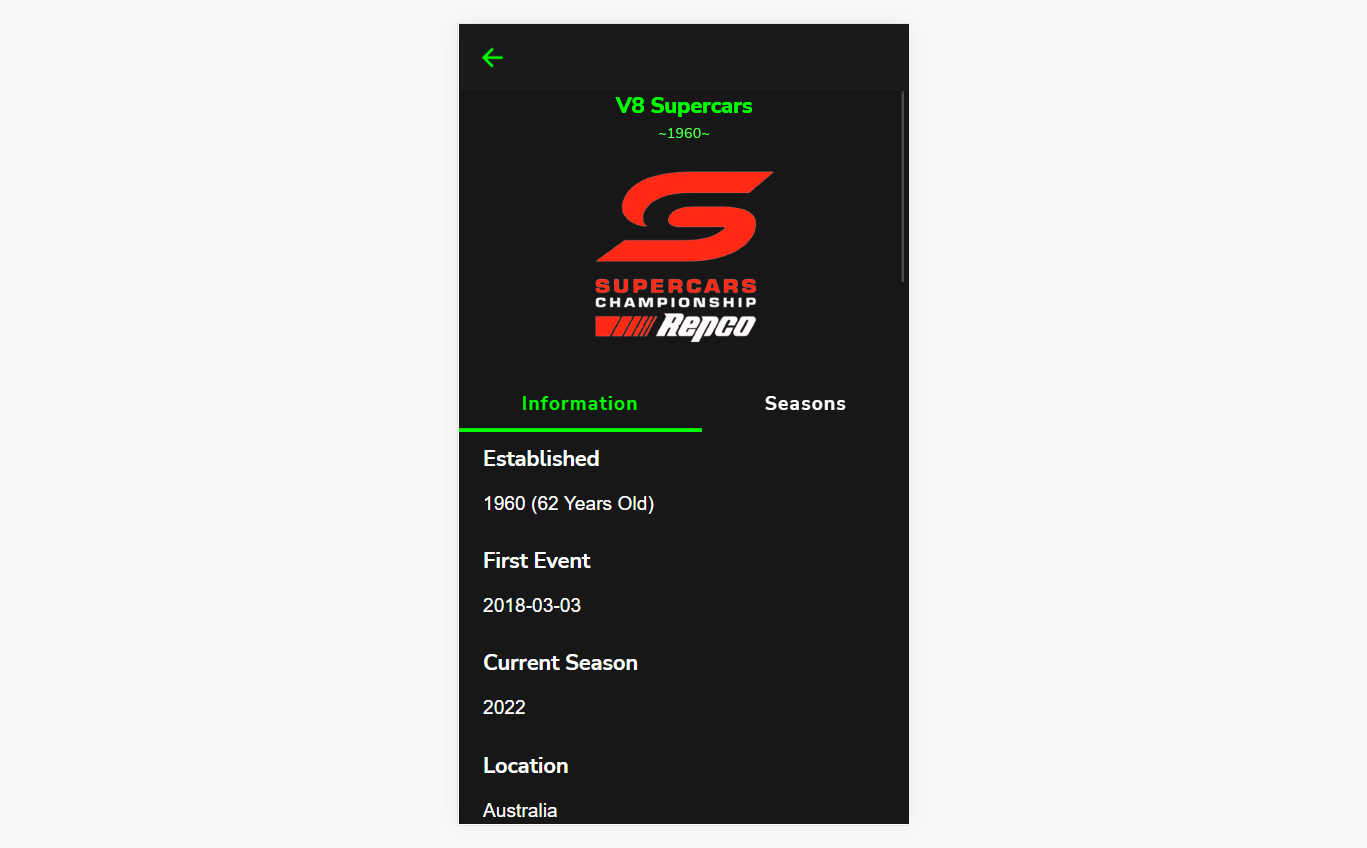 V8 Supercars
~1960~
SUPERCARS
CHAMPIONSHIP
Repco
Information Seasons
Established
1960 (62 Years Old)
First Event
2018-03-03
Current Season
2022
Location
Australia